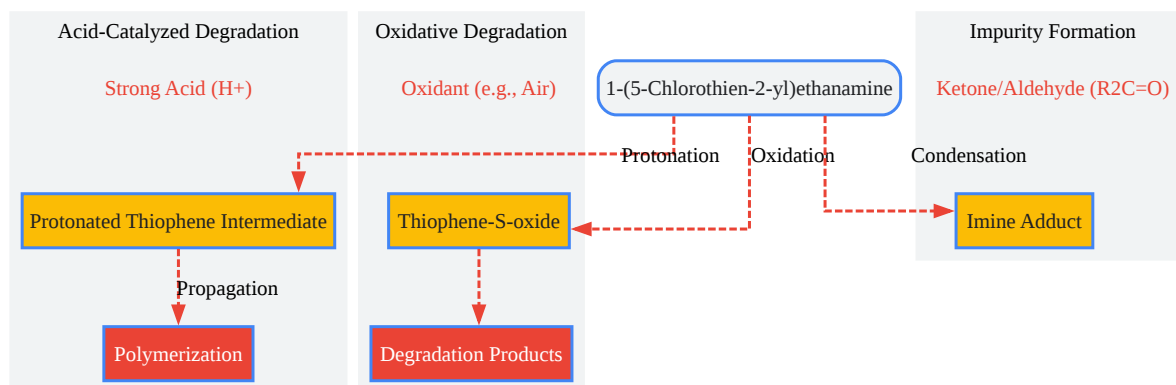 Acid-Catalyzed Degradation
Oxidative Degradation
Impurity Formation
Strong Acid (H+)
Oxidant (e.g., Air)
1-(5-Chlorothien-2-yl)ethanamine
Ketone/Aldehyde (R2C=O)
Protonation
Oxidation
Condensation
Protonated Thiophene Intermediate
Thiophene-S-oxide
Imine Adduct
Propagation
Polymerization
Degradation Products